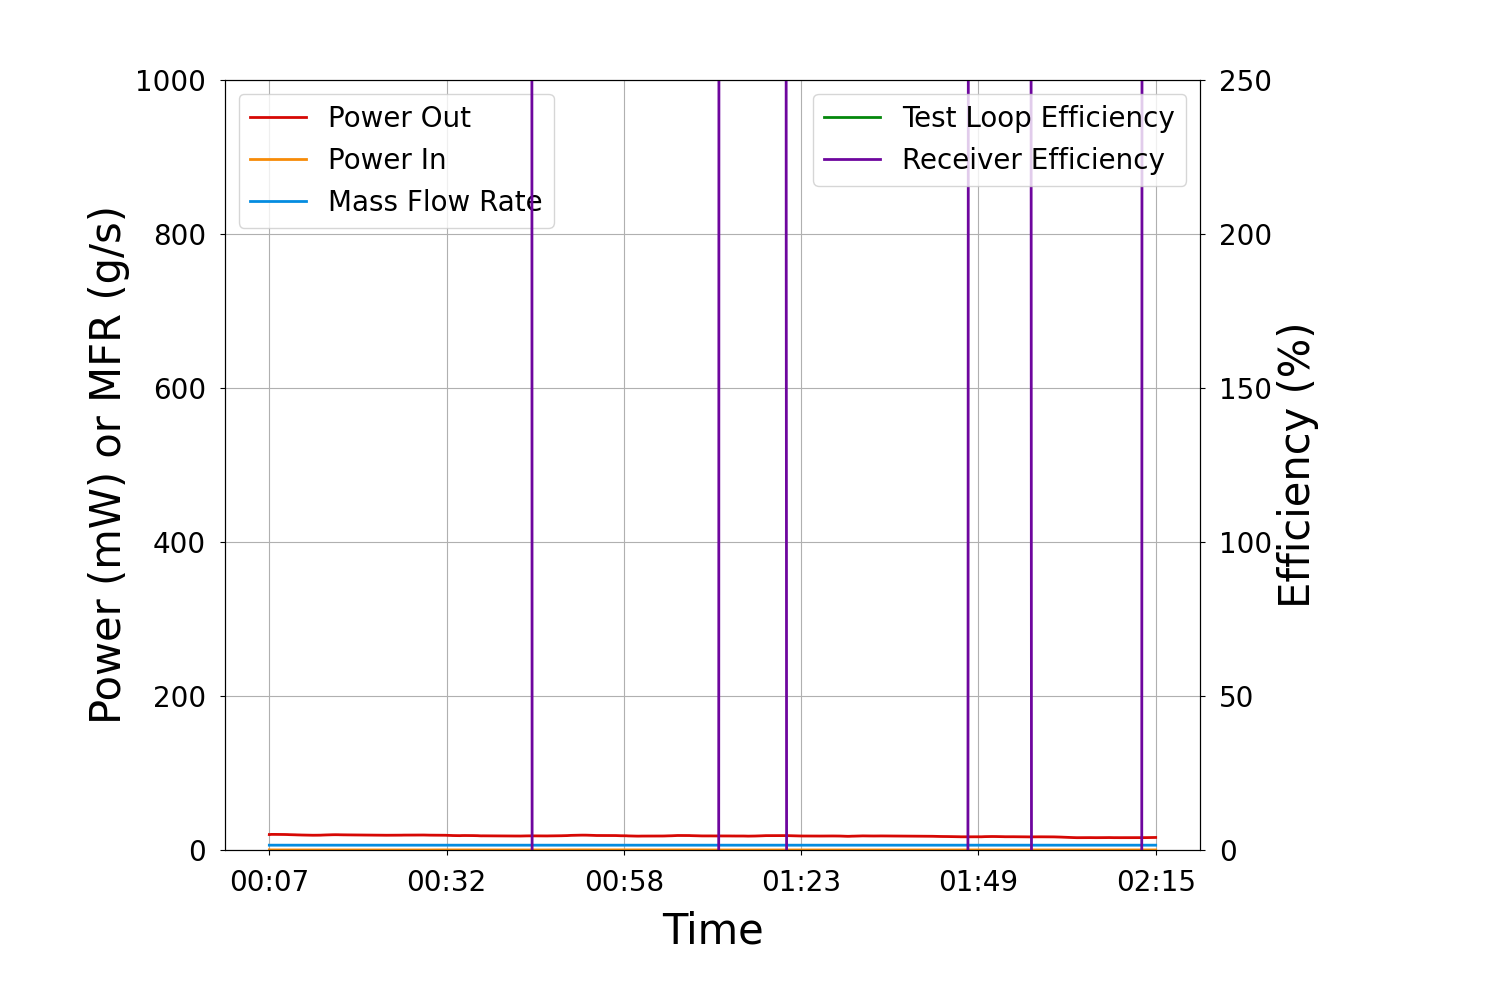 1000
800
600
400
200
0
Power (mW) or MFR (g/s)
Power Out
Power In
Mass Flow Rate
Test Loop Efficiency
Receiver Efficiency
250
200
150
100
50
0
Efficiency (%)
00:07
00:32
00:58
01:23
01:49
02:15
Time